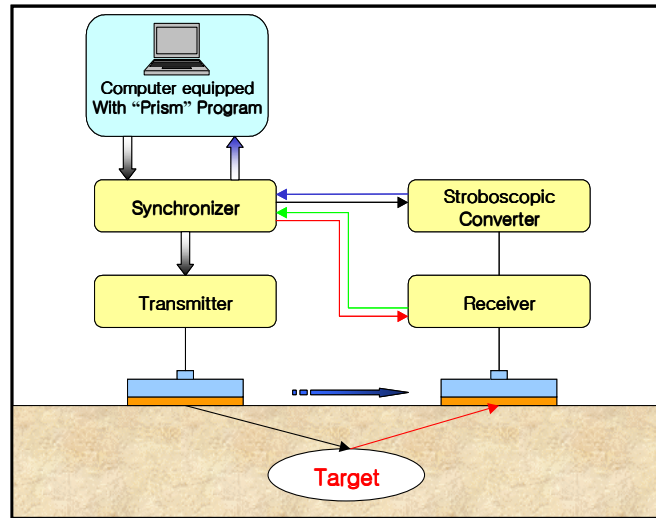 Computer equipped
With “Prism” Program
Synchronizer
Stroboscopic
Converter
Transmitter
Receiver
Target